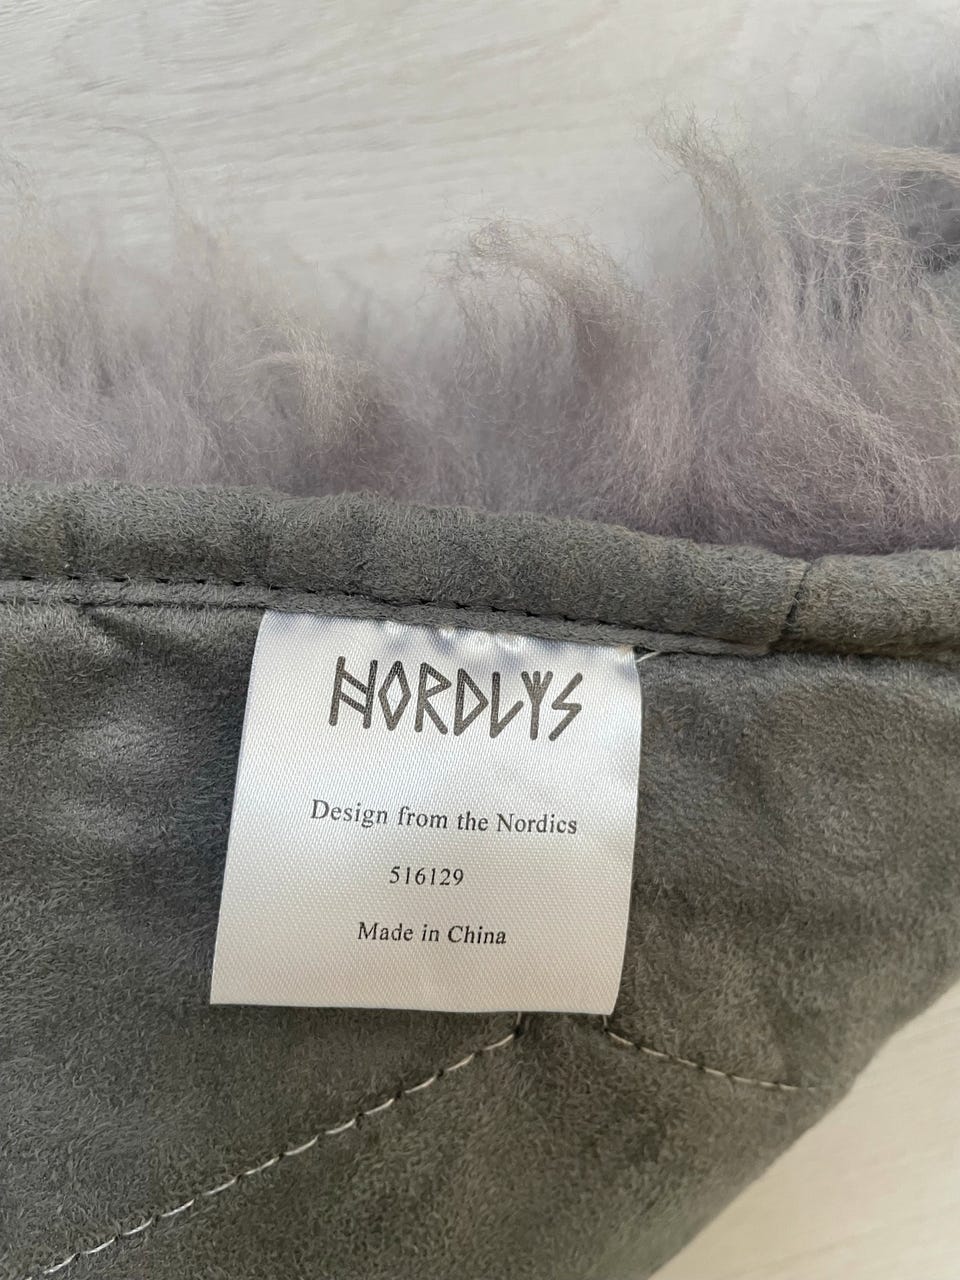 NORDLYS
Design from the Nordics
516129
Made in China